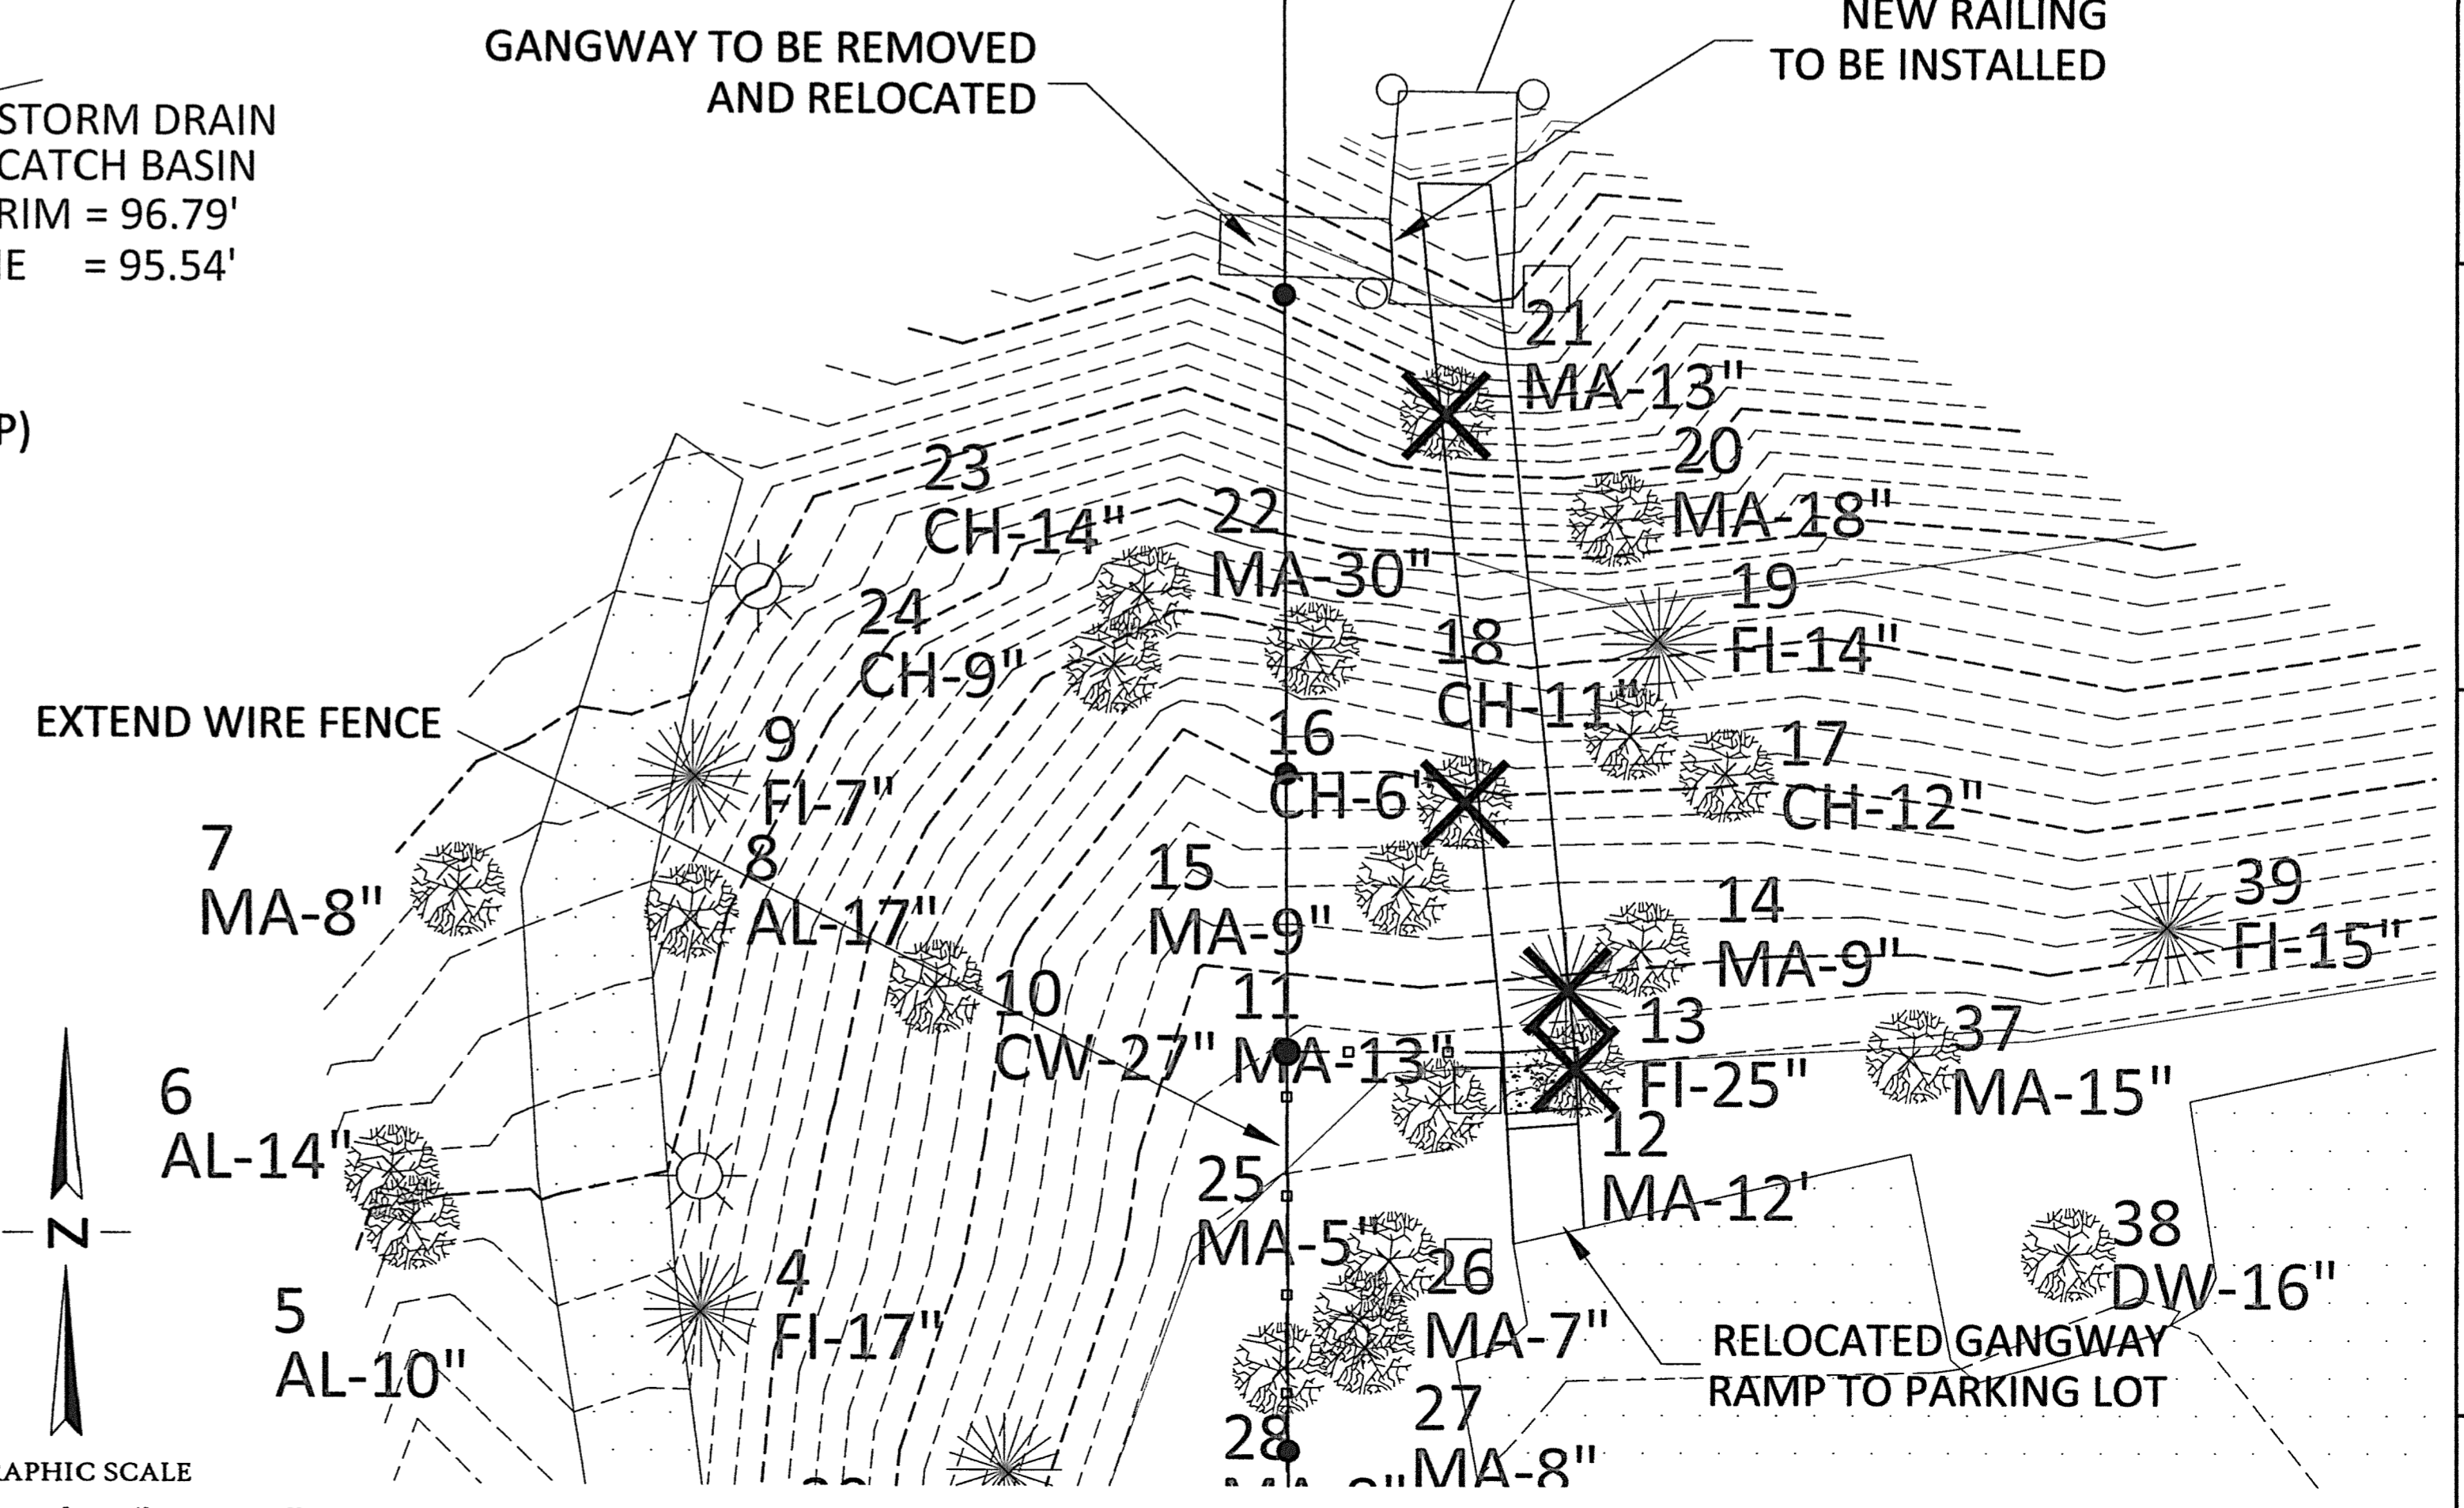 GANGWAY TO BE REMOVED
AND RELOCATED
NEW RAILING
TO BE INSTALLED
STORM DRAIN
CATCH BASIN
RIM = 96.79'
IE = 95.54'
P)
21
MA-13"
20
MA-18"
23
CH-14"
22
MA-30"
19
FI-14"
24
CH-9"
18
CH-11"
EXTEND WIRE FENCE
9
FI-7"
16
CH-6"
17
CH-12"
7
MA-8"
8
AL-17"
15
MA-9"
14
MA-9"
39
FI-15"
10
CW-27"
11
MA-13"
13
FI-25"
37
MA-15"
6
AL-14"
12
MA-12'
25
MA-5"
38
DW-16"
N
4
FI-17"
26
MA-7"
5
AL-10"
RELOCATED GANGWAY
RAMP TO PARKING LOT
27
MA-8"
28
RAPHIC SCALE